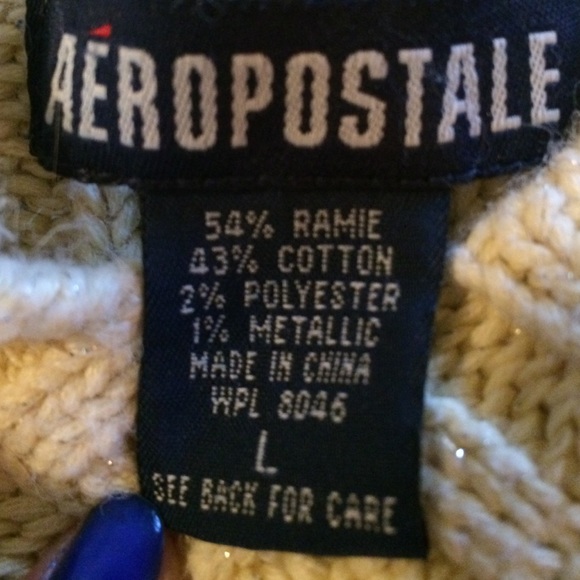 AÉROPOSTALE
54% RAMIE
43% COTTON
2% POLYESTER
1% METALLIC
MADE IN CHINA
WPL 8046
L
SEE BACK FOR CARE